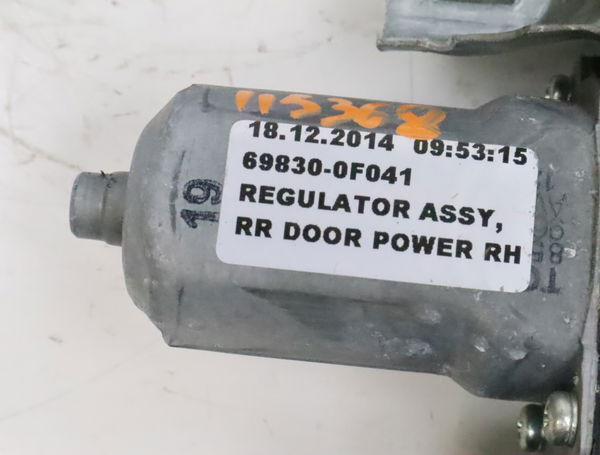 115368
18.12.2014 09:53:15
69830-0F041
REGULATOR ASSY,
RR DOOR POWER RH
19